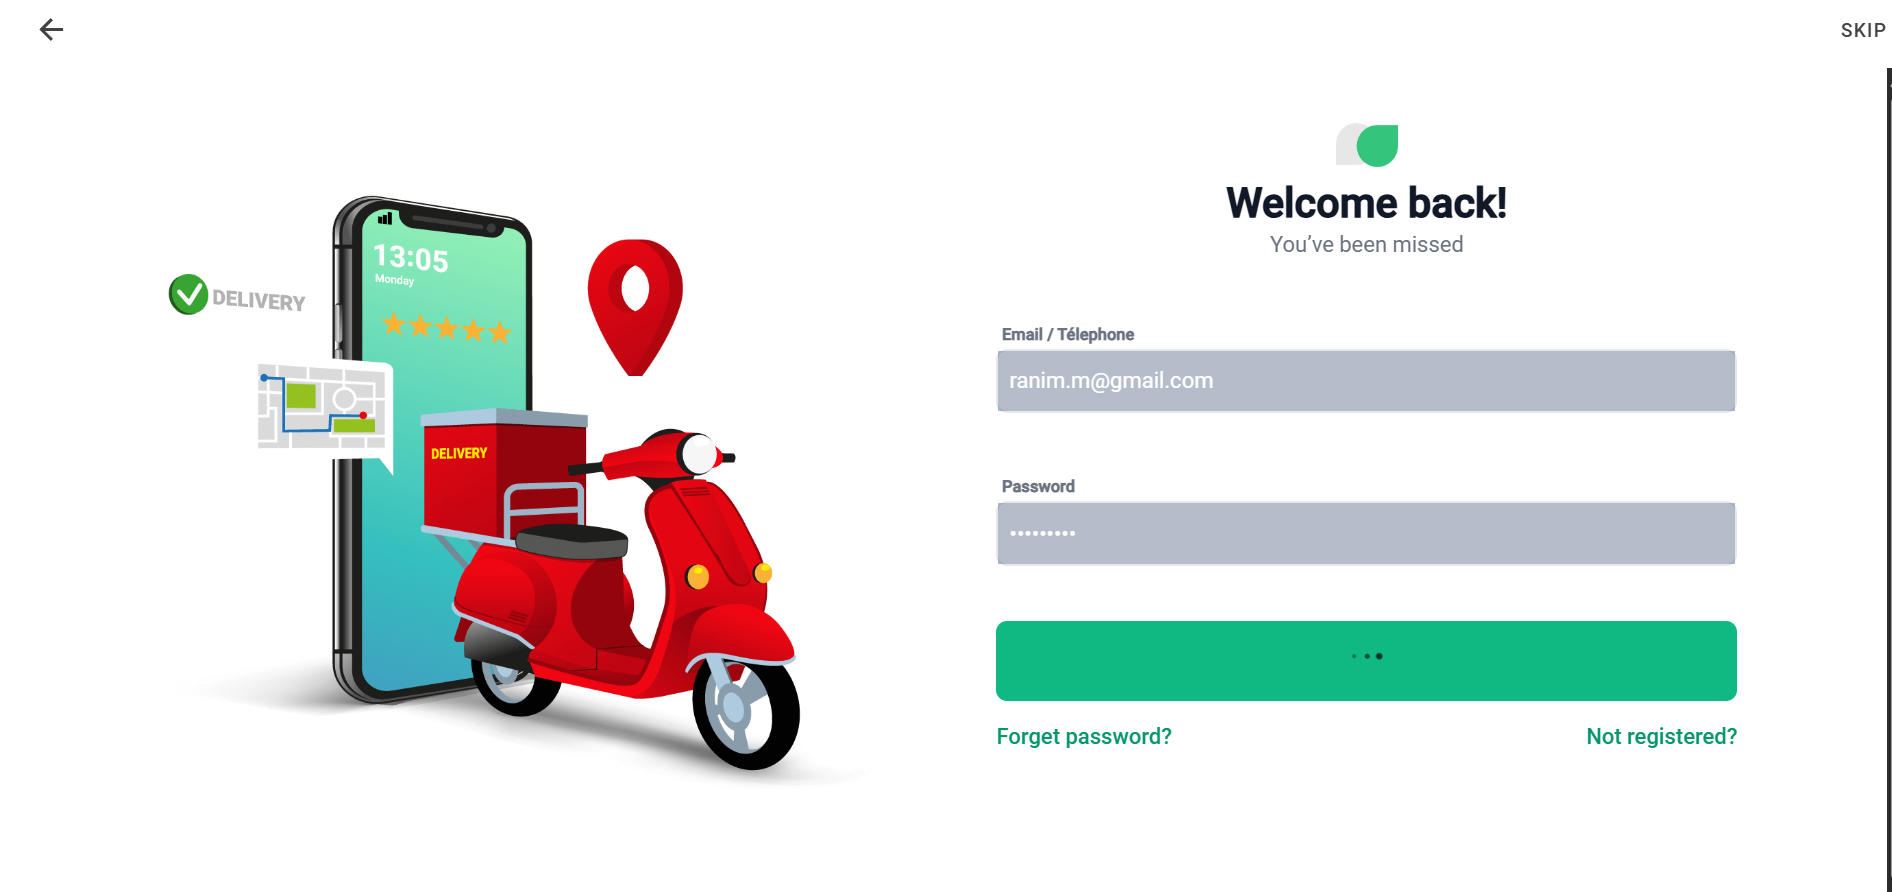 SKIP
13:05
Monday
DELIVERY
DELIVERY
Welcome back!
You’ve been missed
Email / Télephone
ranim.m@gmail.com
Password
•••••••••
Forget password?
Not registered?